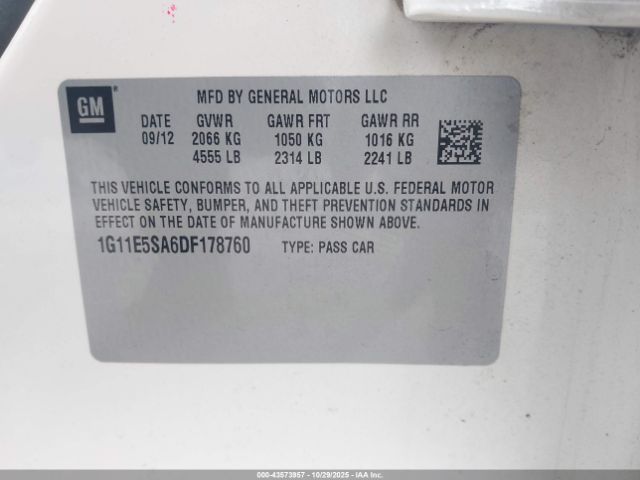 GM
MFD BY GENERAL MOTORS LLC
DATE GVWR GAWR FRT GAWR RR
09/12 2066 KG 1050 KG 1016 KG
4555 LB 2314 LB 2241 LB
THIS VEHICLE CONFORMS TO ALL APPLICABLE U.S. FEDERAL MOTOR
VEHICLE SAFETY, BUMPER, AND THEFT PREVENTION STANDARDS IN
EFFECT ON THE DATE OF MANUFACTURE SHOWN ABOVE.
1G11E5SA6DF178760 TYPE: PASS CAR
000-43573957 - 10/29/2025 - IAAI.COM